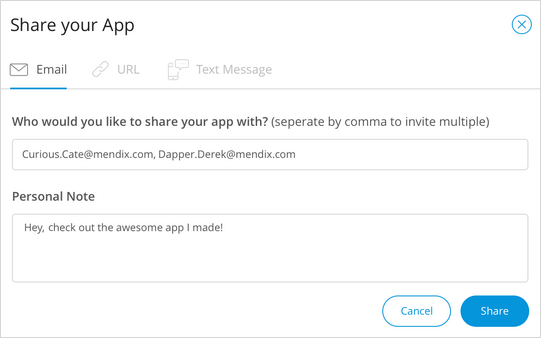 Share your App
Email URL Text Message
Who would you like to share your app with? (seperate by comma to invite multiple)
Curious.Cate@mendix.com, Dapper.Derek@mendix.com
Personal Note
Hey, check out the awesome app I made!
Cancel Share